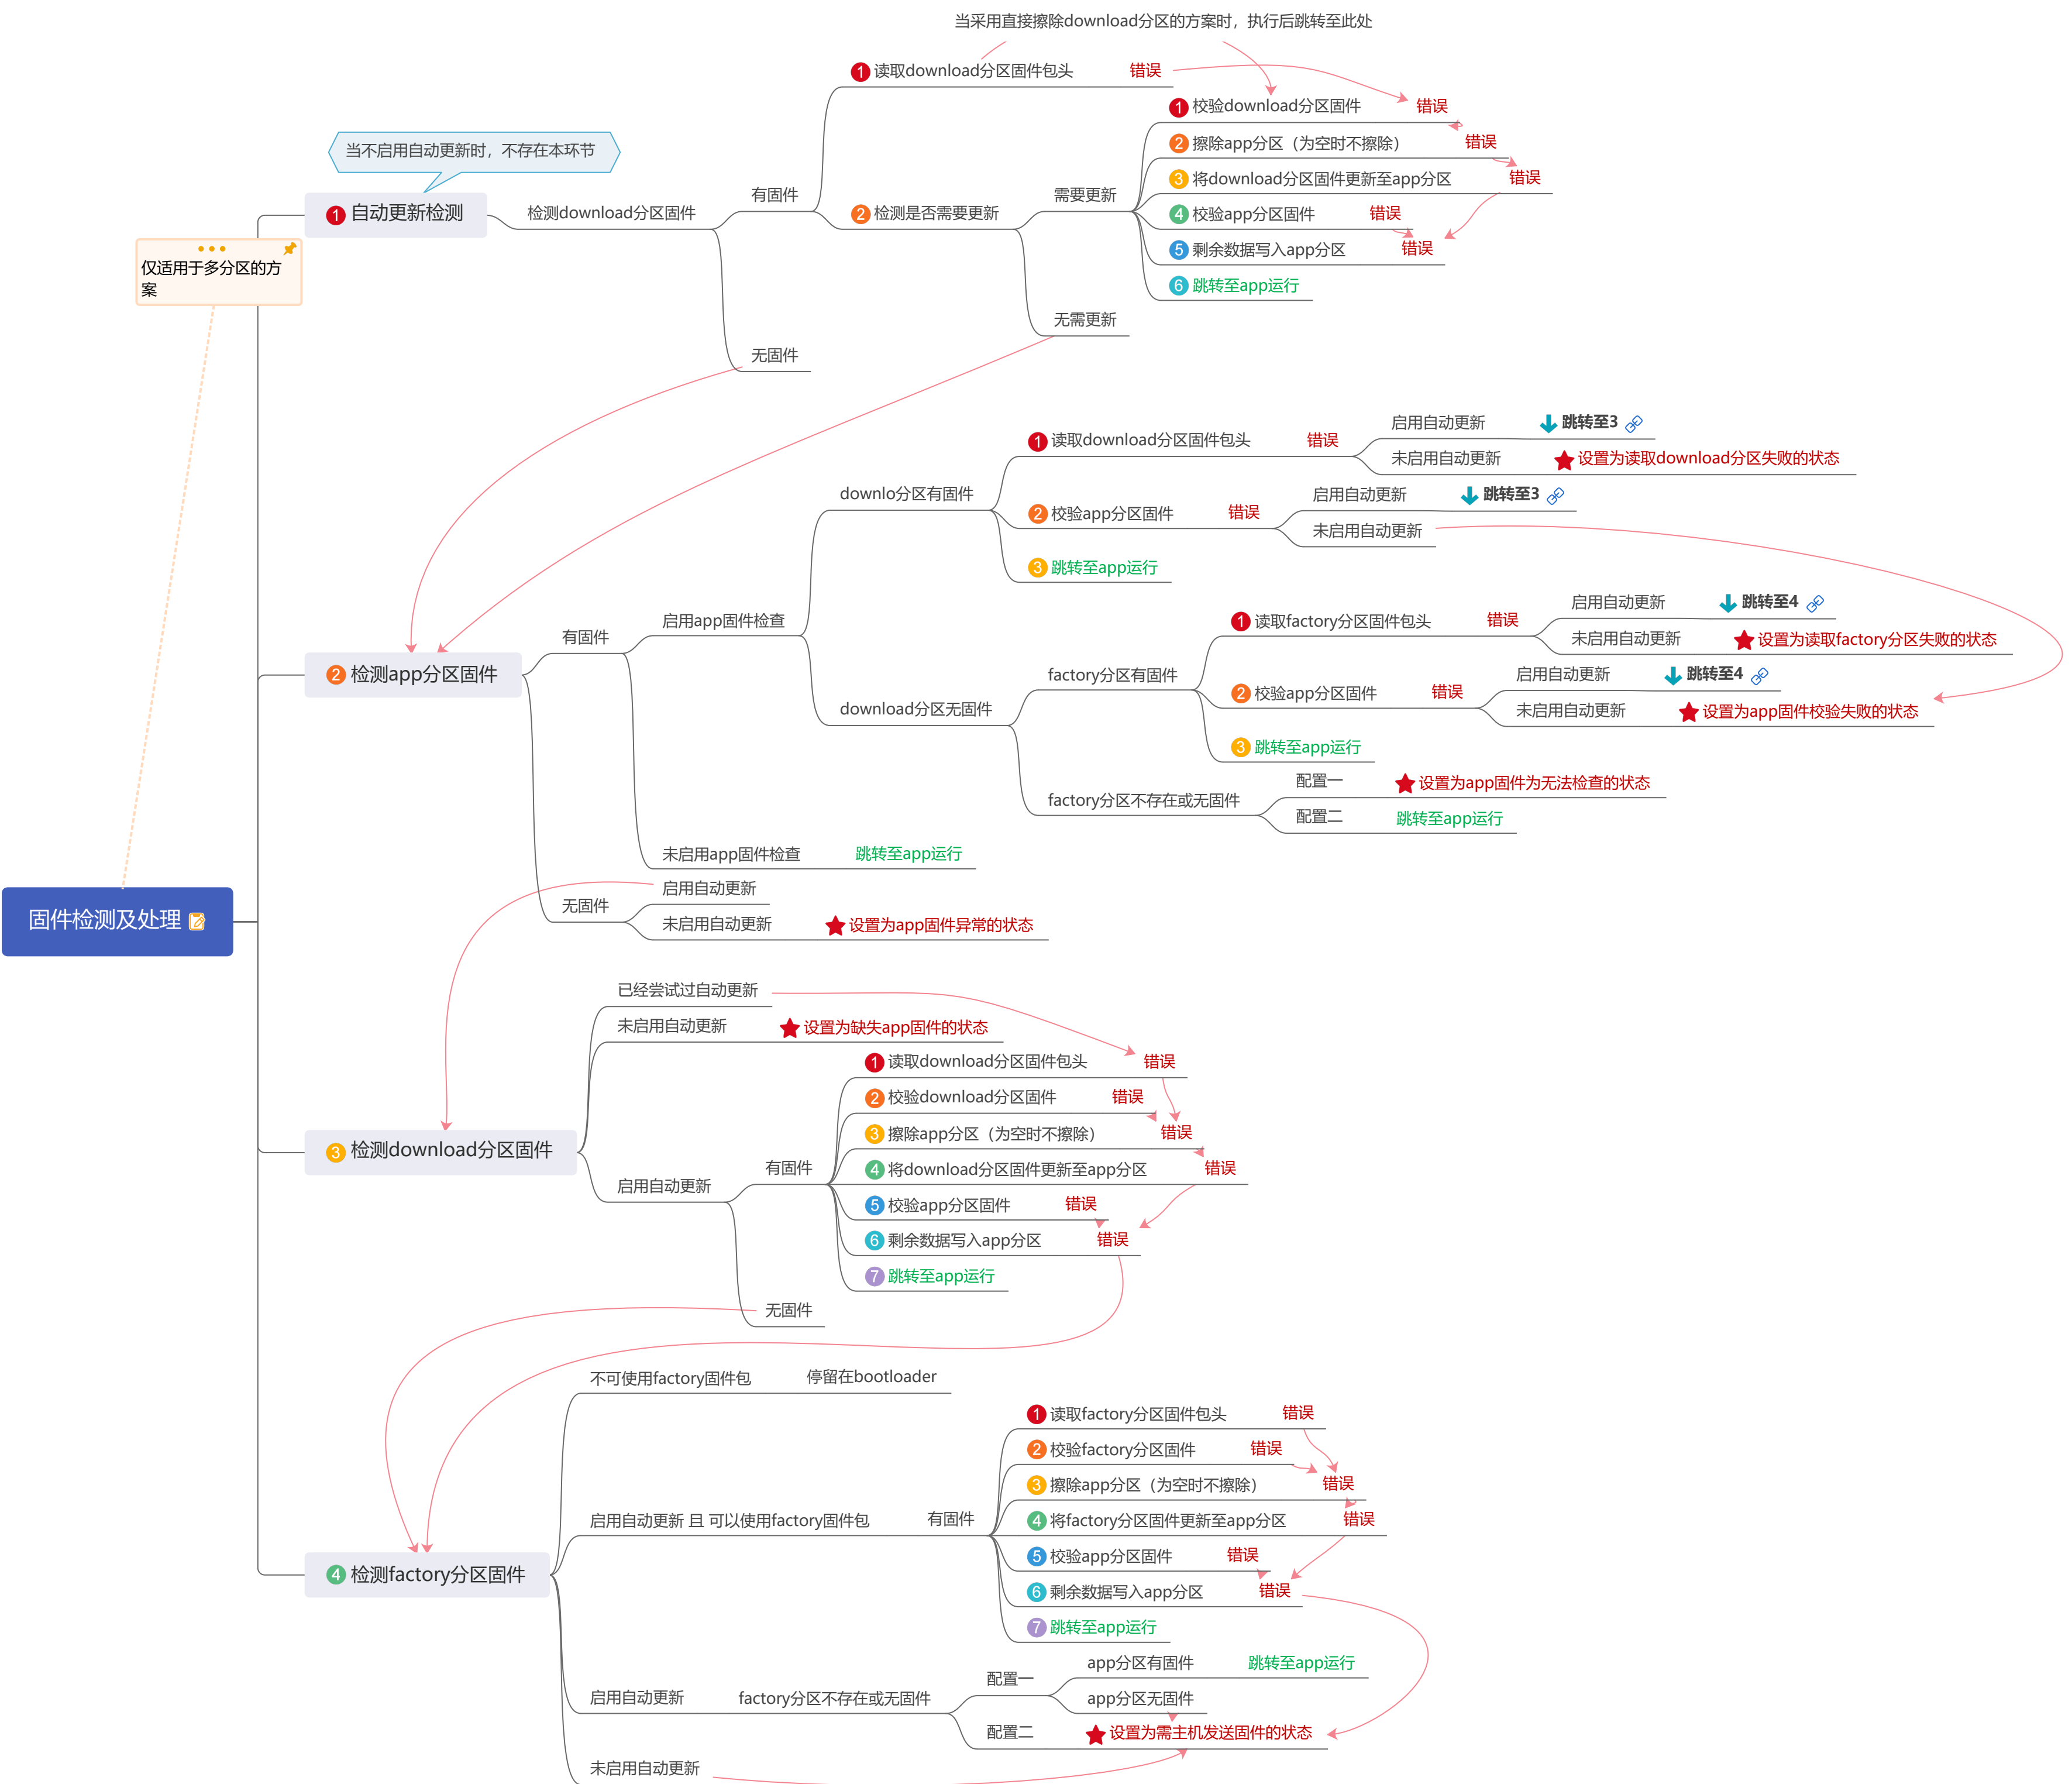 当采用直接擦除download分区的方案时，执行后跳转至此处
1 读取download分区固件包头
错误
1 校验download分区固件
错误
2 擦除app分区（为空时不擦除）
错误
3 将download分区固件更新至app分区
错误
4 校验app分区固件
错误
5 剩余数据写入app分区
错误
6 跳转至app运行
当不启用自动更新时，不存在本环节
1 自动更新检测
检测download分区固件
有固件
2 检测是否需要更新
需要更新
无需更新
无固件
仅适用于多分区的方
案
固件检测及处理
2 检测app分区固件
有固件
启用app固件检查
downlo分区有固件
1 读取download分区固件包头
错误
启用自动更新
跳转至3
未启用自动更新
设置为读取download分区失败的状态
2 校验app分区固件
错误
启用自动更新
跳转至3
未启用自动更新
3 跳转至app运行
download分区无固件
factory分区有固件
1 读取factory分区固件包头
错误
启用自动更新
跳转至4
未启用自动更新
设置为读取factory分区失败的状态
2 校验app分区固件
错误
启用自动更新
跳转至4
未启用自动更新
设置为app固件校验失败的状态
3 跳转至app运行
factory分区不存在或无固件
配置一
设置为app固件为无法检查的状态
配置二
跳转至app运行
未启用app固件检查
跳转至app运行
无固件
启用自动更新
未启用自动更新
设置为app固件异常的状态
3 检测download分区固件
已经尝试过自动更新
未启用自动更新
设置为缺失app固件的状态
启用自动更新
有固件
1 读取download分区固件包头
错误
2 校验download分区固件
错误
3 擦除app分区（为空时不擦除）
错误
4 将download分区固件更新至app分区
错误
5 校验app分区固件
错误
6 剩余数据写入app分区
错误
7 跳转至app运行
无固件
4 检测factory分区固件
不可使用factory固件包
停留在bootloader
启用自动更新 且 可以使用factory固件包
有固件
1 读取factory分区固件包头
错误
2 校验factory分区固件
错误
3 擦除app分区（为空时不擦除）
错误
4 将factory分区固件更新至app分区
错误
5 校验app分区固件
错误
6 剩余数据写入app分区
错误
7 跳转至app运行
启用自动更新
factory分区不存在或无固件
配置一
app分区有固件
跳转至app运行
app分区无固件
配置二
设置为需主机发送固件的状态
未启用自动更新